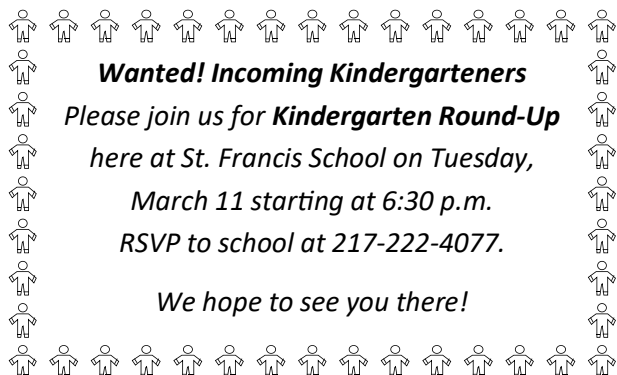 Wanted! Incoming Kindergarteners
Please join us for Kindergarten Round-Up
here at St. Francis School on Tuesday,
March 11 starting at 6:30 p.m.
RSVP to school at 217-222-4077.
We hope to see you there!